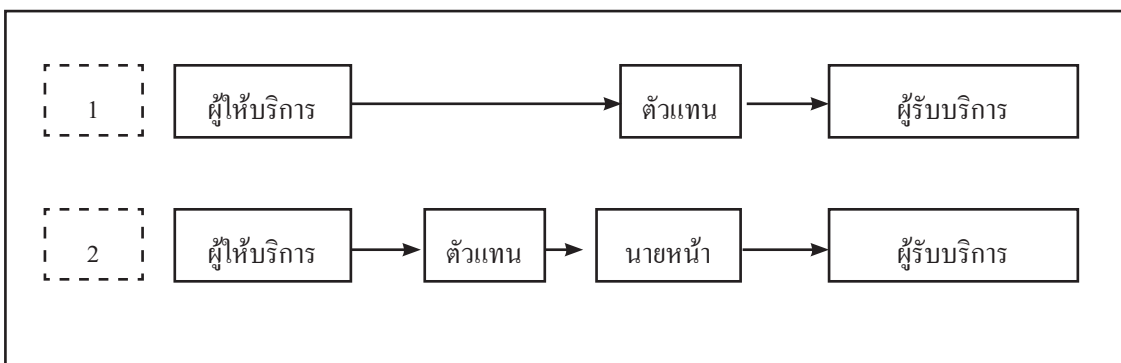 1 ผู้ให้บริการ ตัวแทน ผู้รับบริการ
2 ผู้ให้บริการ ตัวแทน นายหน้า ผู้รับบริการ